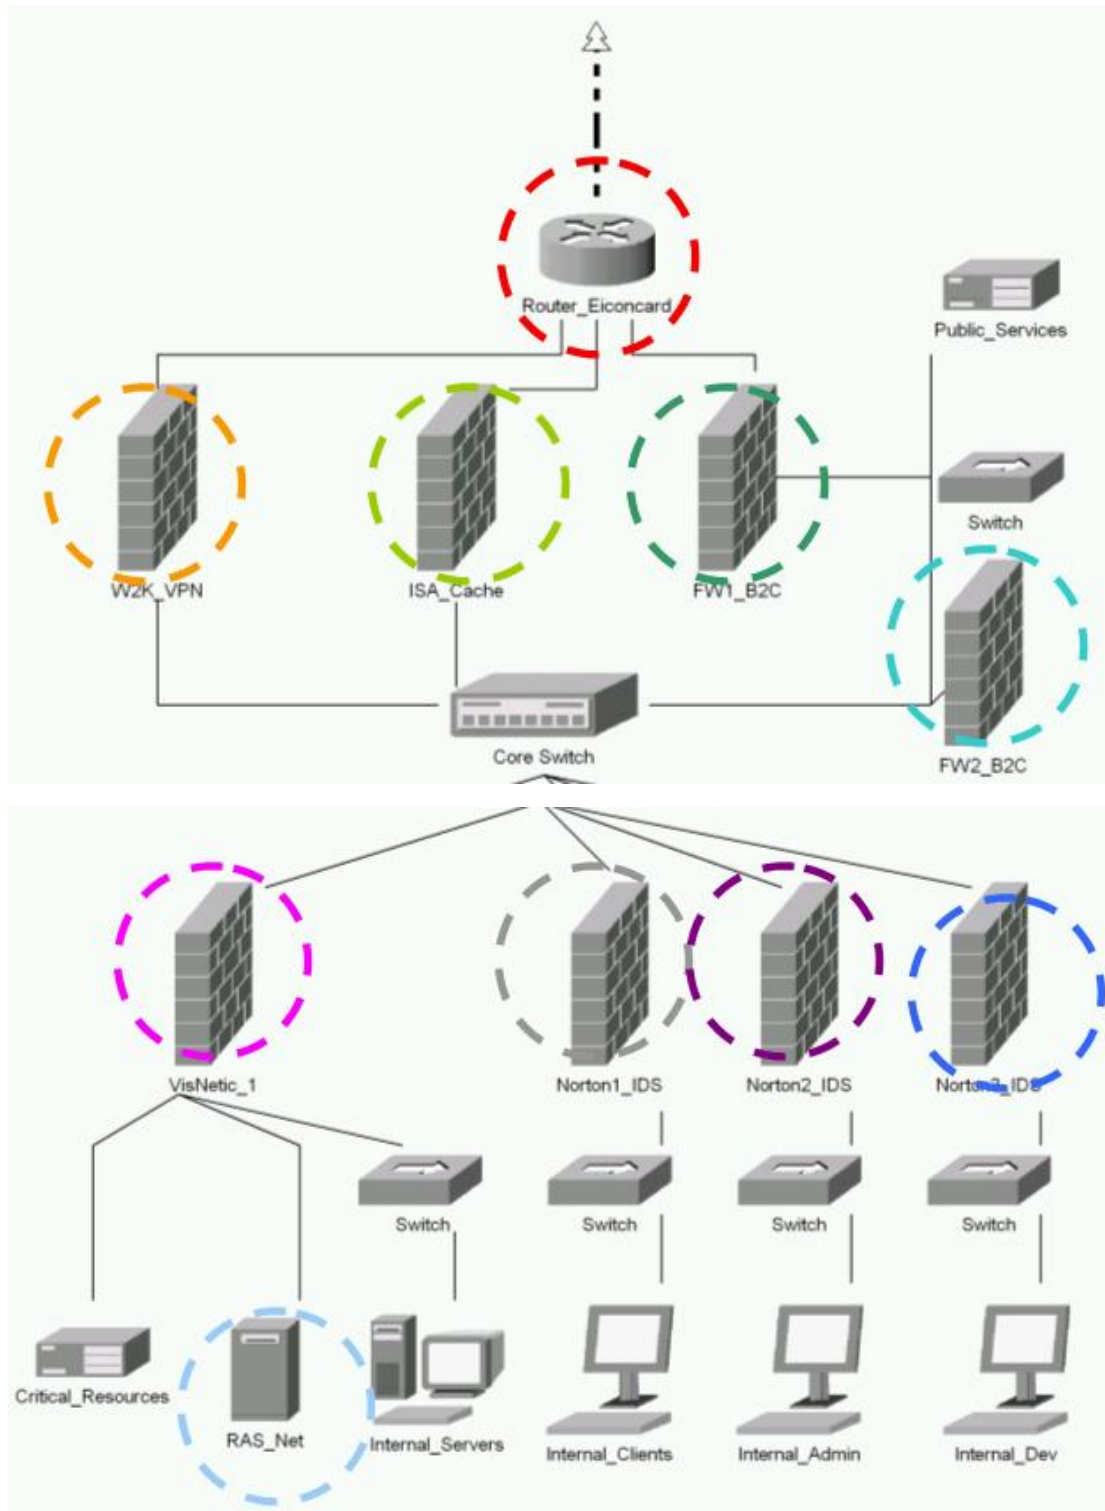 Router_Eiconcard
Public_Services
Switch
W2K_VPN
ISA_Cache
FW1_B2C
Core Switch
FW2_B2C
VisNetic_1
Norton1_IDS
Norton2_IDS
Norton3_IDS
Switch
Switch
Switch
Switch
Critical_Resources
RAS_Net
Internal_Servers
Internal_Clients
Internal_Admin
Internal_Dev